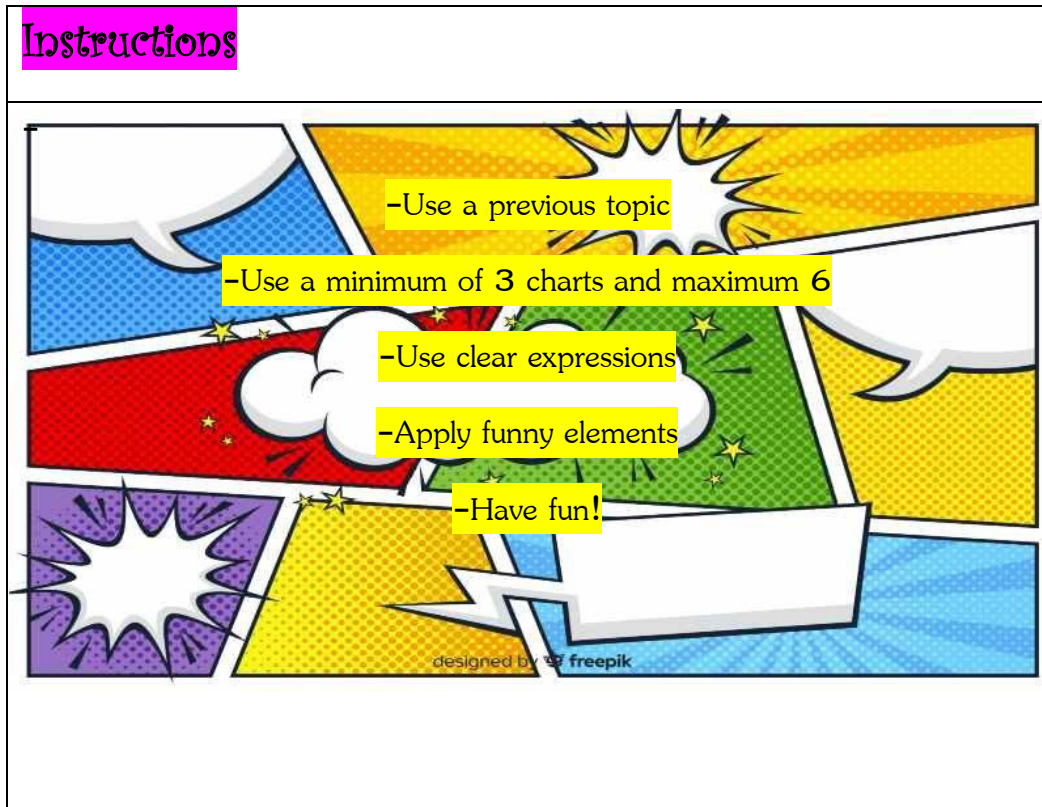 Instructions
-
-Use a previous topic
-Use a minimum of 3 charts and maximum 6
-Use clear expressions
-Apply funny elements
-Have fun!
designed by freepik